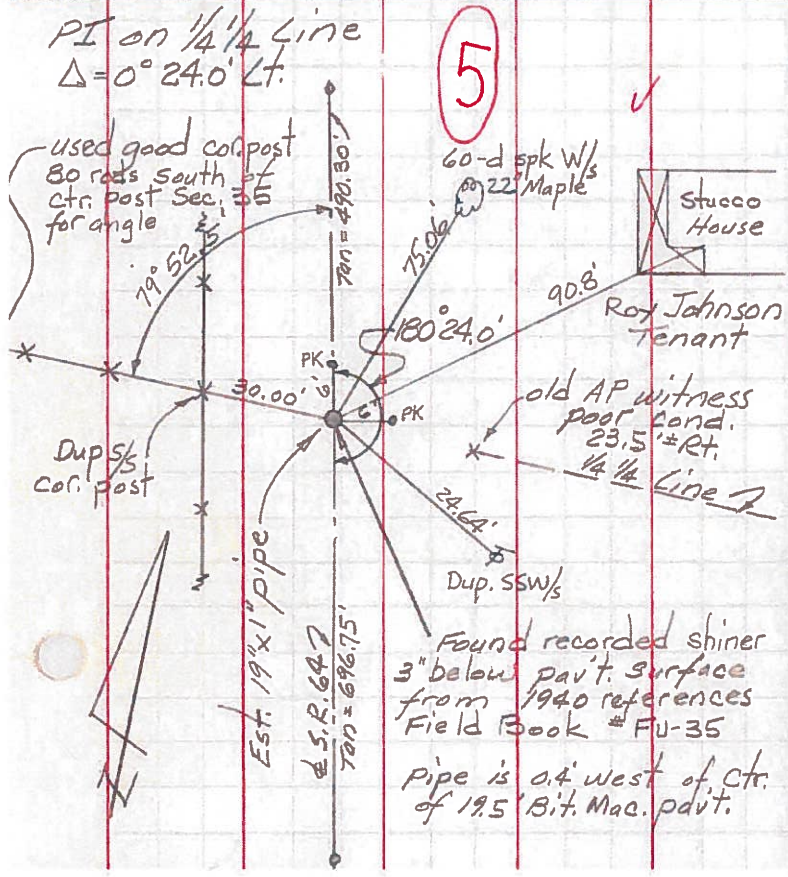 PI on 1/4 1/4 Line
Δ = 0° 24.0' Lt.
5
used good cor. post
80 rods south of
ctr. post Sec. 35
for angle
79° 52.5'
Tan = 490.30'
60-d spk W/s
22" Maple
75.06'
Stucco
House
90.8'
180° 24.0'
Roy Johnson
Tenant
PK
6'
6'
PK
30.00'
Dup S/s
cor. post
old AP witness
poor cond.
23.5'± Rt.
1/4 1/4 Line
24.64'
Dup. SSW/s
Est. 19"x1" pipe
℄ S.R. 647
Tan = 696.75'
N
Found recorded shiner
3" below pav't. surface
from 1940 references
Field Book # FU-35
Pipe is 0.4' west of Ctr.
of 19.5' Bit. Mac. pav't.